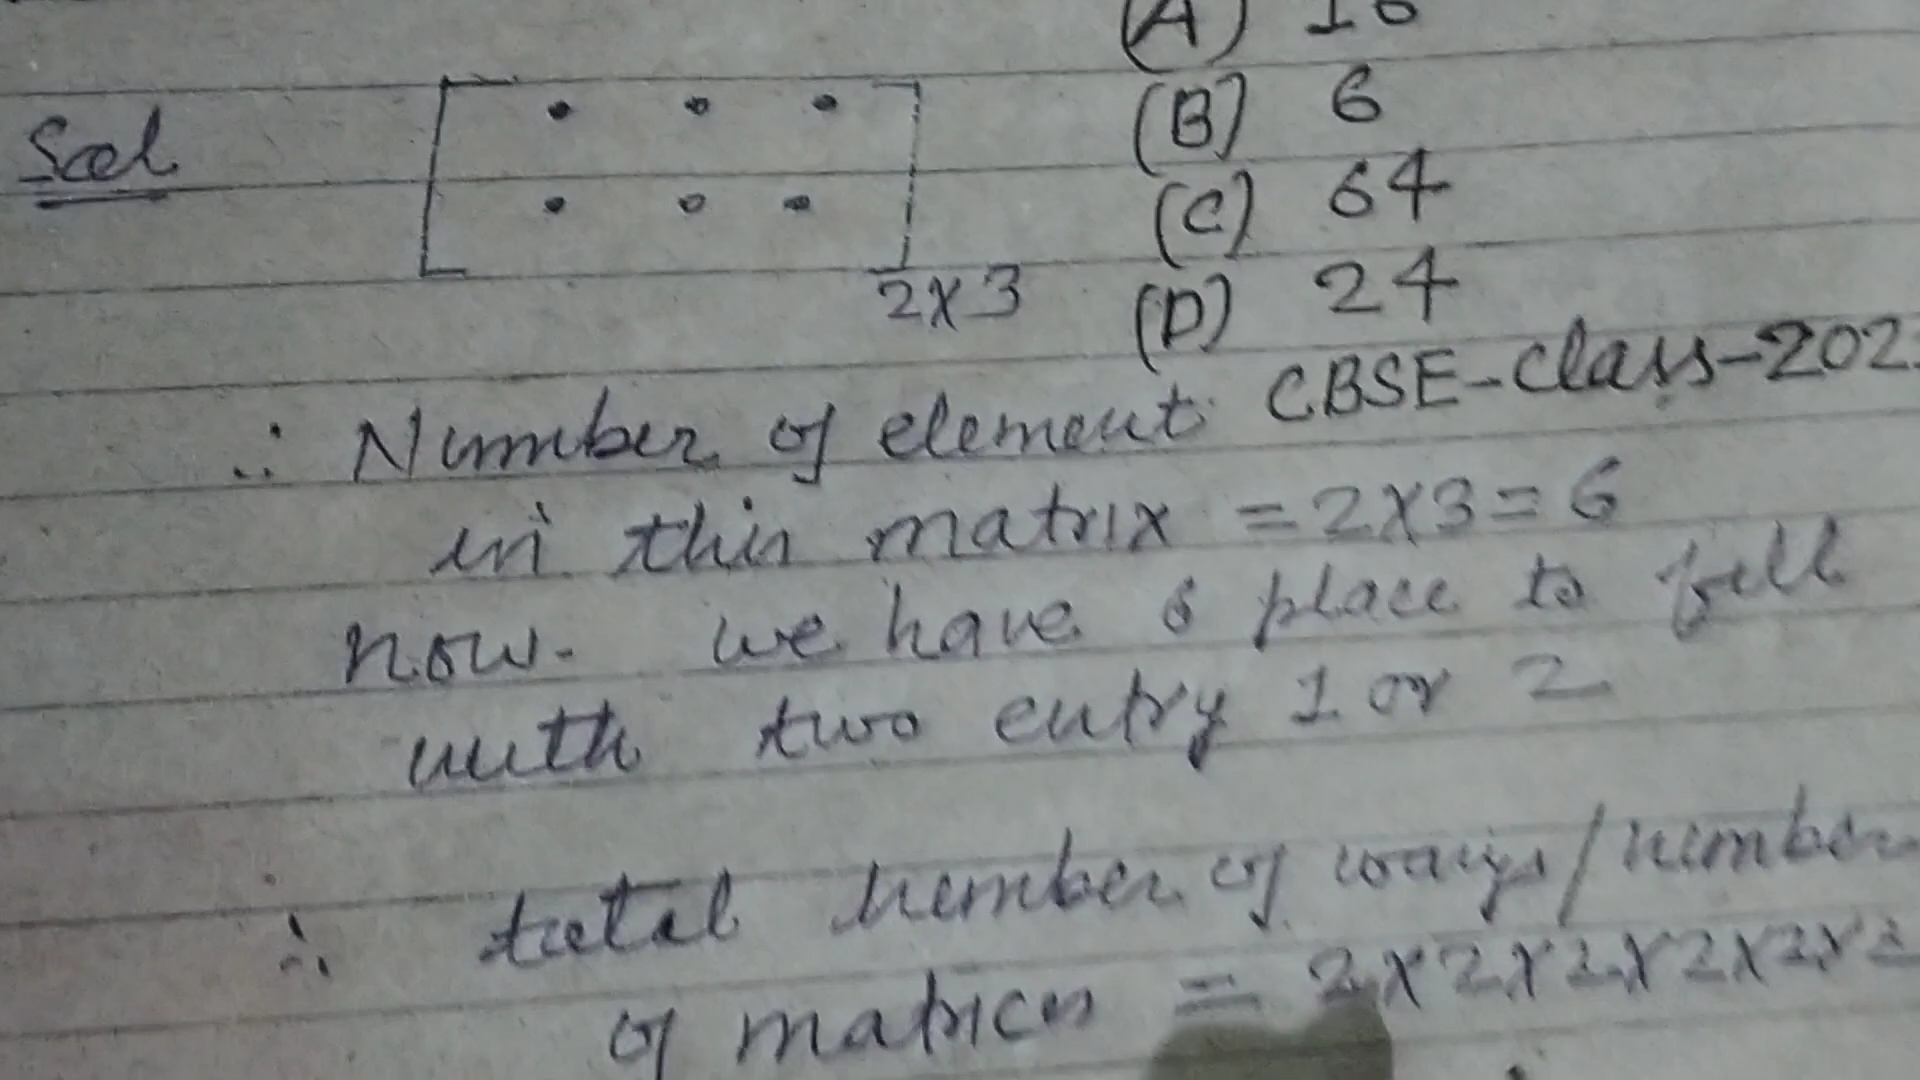 (A) 16
(B) 6
Sol
(C) 64
2x3
(D) 24
CBSE-Class-202
∴ Number of element
in this matrix = 2x3 = 6
now. we have 6 place to fill
with two entry 1 or 2
∴ total number of ways/number
of matrices = 2x2x2x2x2x2